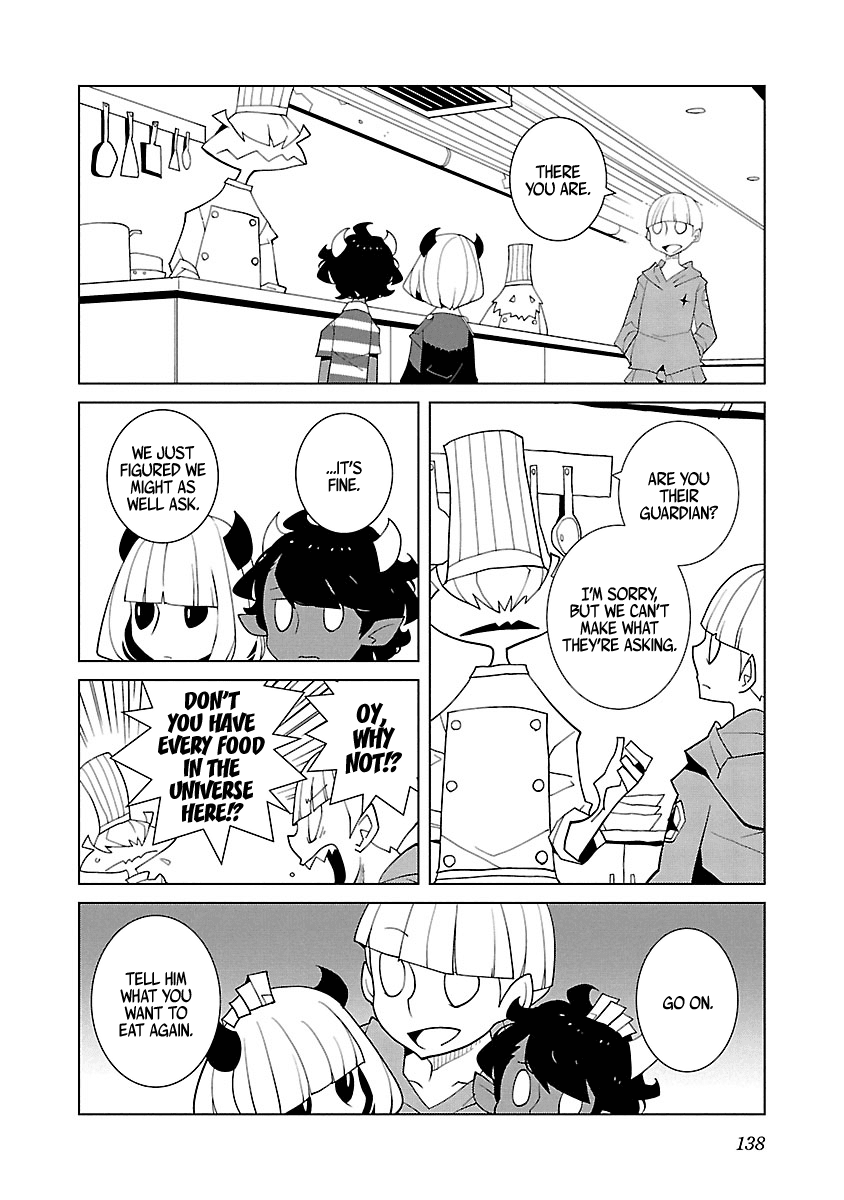 THERE
YOU ARE.
ARE YOU
THEIR
GUARDIAN?
I'M SORRY,
BUT WE CAN'T
MAKE WHAT
THEY'RE ASKING.
...IT'S
FINE.
WE JUST
FIGURED WE
MIGHT AS
WELL ASK.
OY,
WHY
NOT!?
DON'T
YOU HAVE
EVERY FOOD
IN THE
UNIVERSE
HERE!?
GO ON.
TELL HIM
WHAT YOU
WANT TO
EAT AGAIN.
138